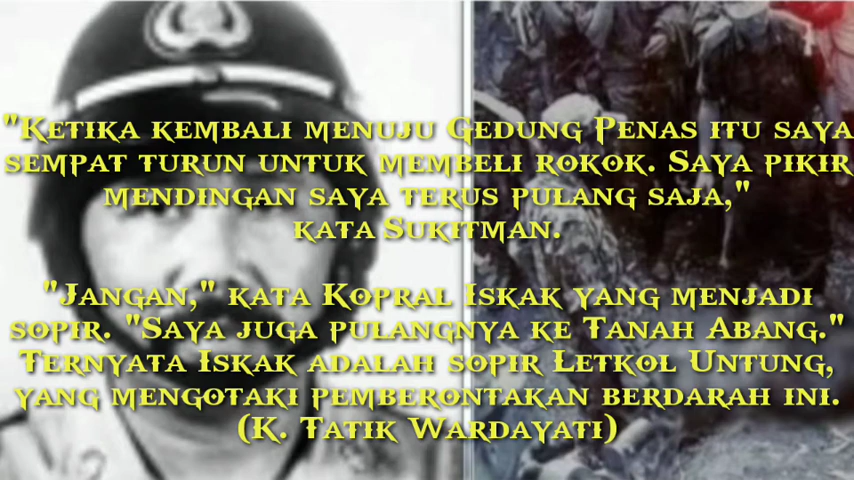 "Ketika kembali menuju Gedung Penas itu saya
sempat turun untuk membeli rokok. Saya pikir
mendingan saya terus pulang saja,"
kata Sukitman.
"Jangan," kata Kopral Iskak yang menjadi
sopir. "Saya juga pulangnya ke Tanah Abang."
Ternyata Iskak adalah sopir Letkol Untung,
yang mengotaki pemberontakan berdarah ini.
(K. Tatik Wardayati)